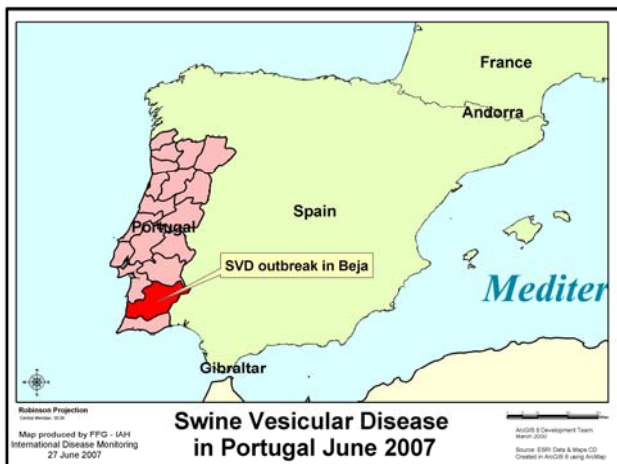 France
Andorra
Spain
Portugal
SVD outbreak in Beja
Mediter
Gibraltar
Robinson Projection
Map produced by FFG - IAH
International Disease Monitoring
27 June 2007
Swine Vesicular Disease
in Portugal June 2007
ArcGIS 8 Development Team
March 2000
Source: ESRI Data & Maps CD
Created in ArcGIS 8 using ArcMap